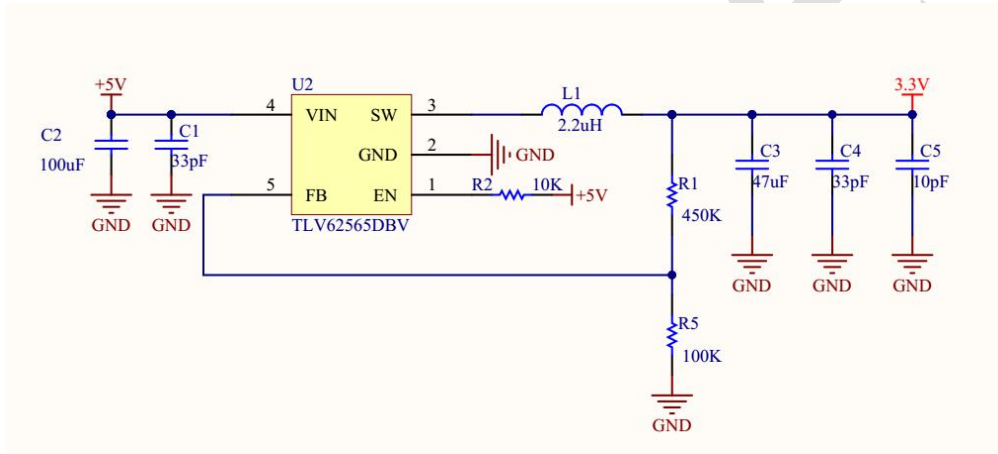 +5V
U2
3.3V
C2
100uF
C1
33pF
4
VIN
SW
3
L1
2.2uH
GND
2
GND
5
FB
EN
1
R2
10K
+5V
TLV62565DBV
GND
GND
R1
450K
C3
47uF
C4
33pF
C5
10pF
GND
GND
GND
R5
100K
GND